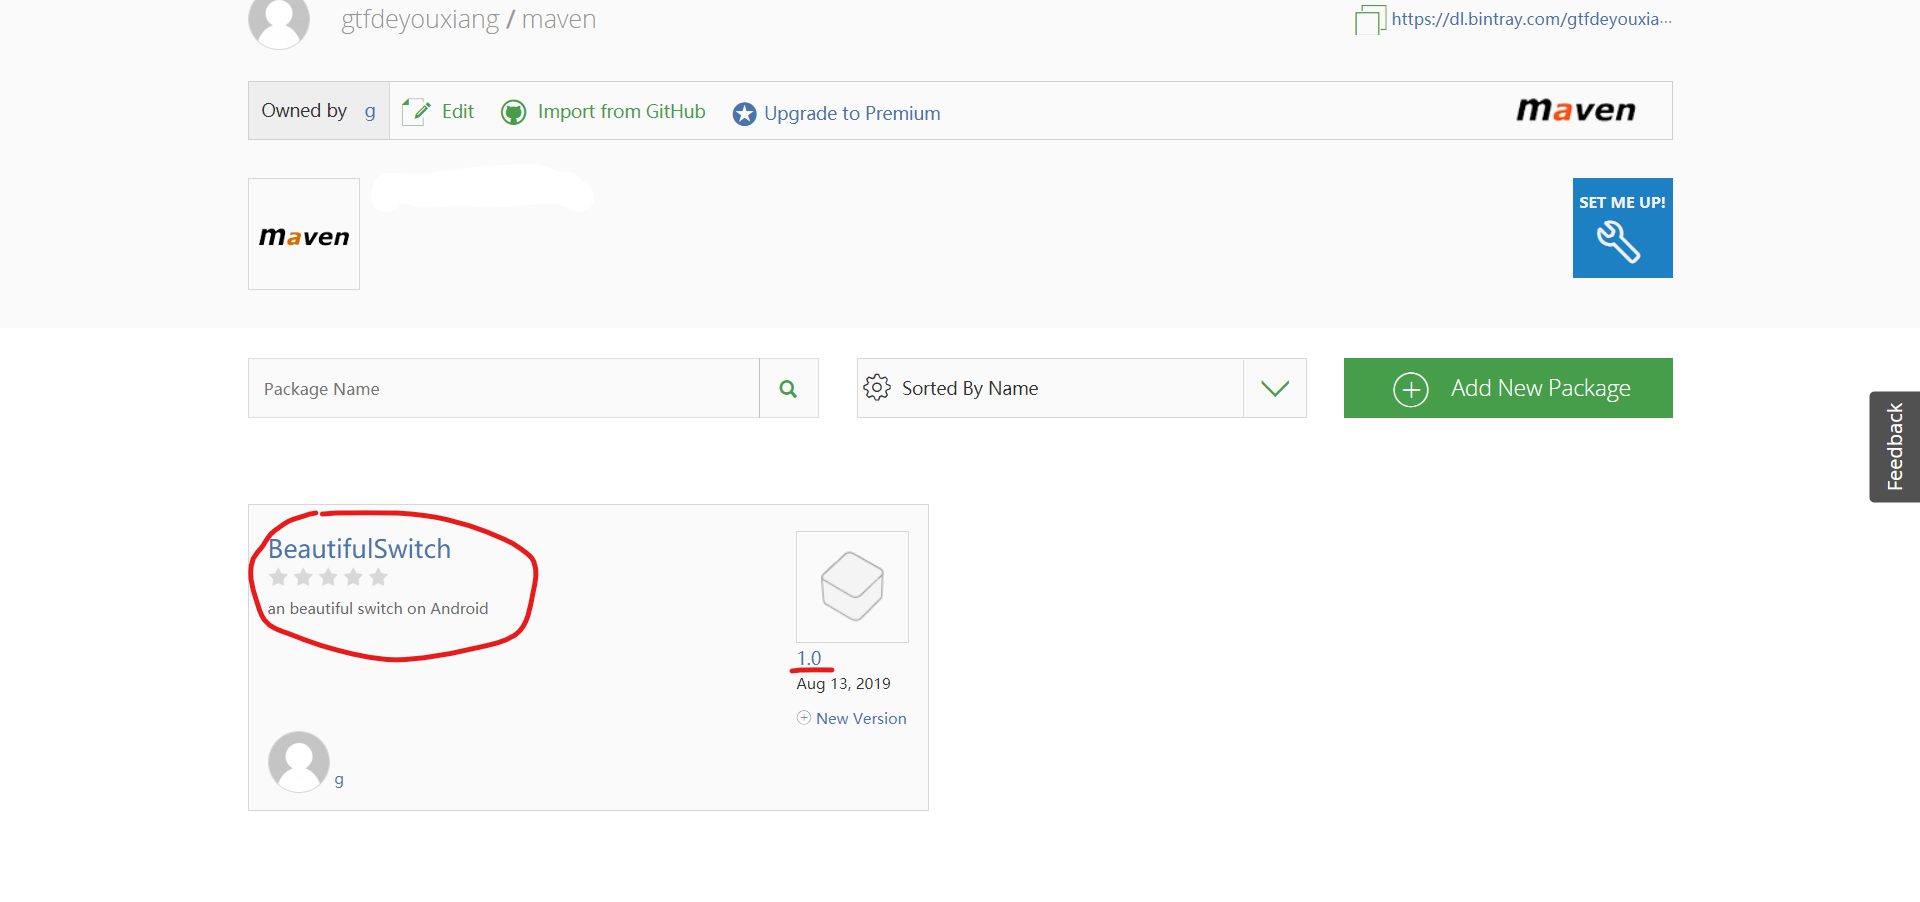 gtfdeyouxiang / maven
https://dl.bintray.com/gtfdeyouxia...
Owned by g
Edit
Import from GitHub
Upgrade to Premium
maven
maven
SET ME UP!
Package Name
Sorted By Name
Add New Package
Feedback
BeautifulSwitch
an beautiful switch on Android
1.0
Aug 13, 2019
New Version
g